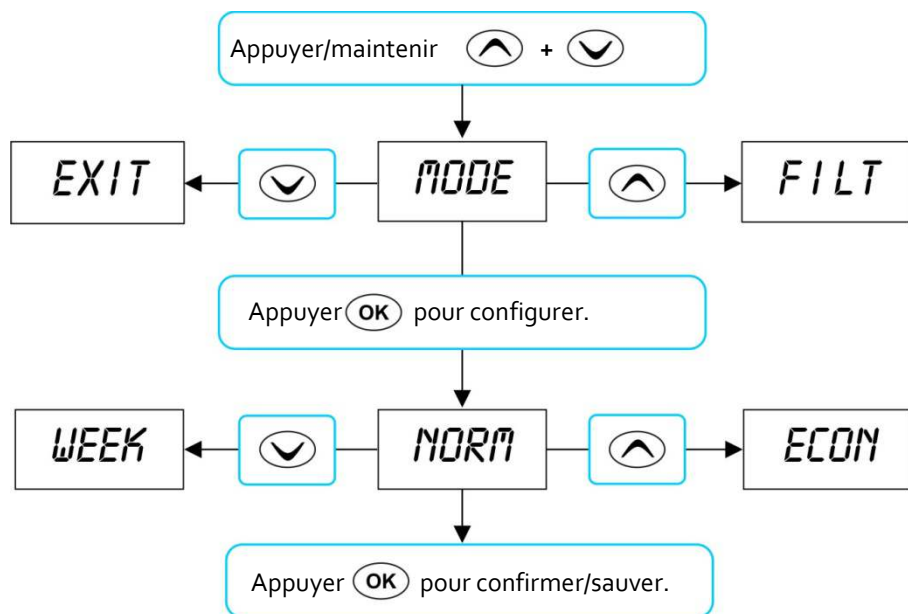 Appuyer/maintenir +
EXIT MODE FILT
Appuyer OK pour configurer.
WEEK NORM ECON
Appuyer OK pour confirmer/sauver.